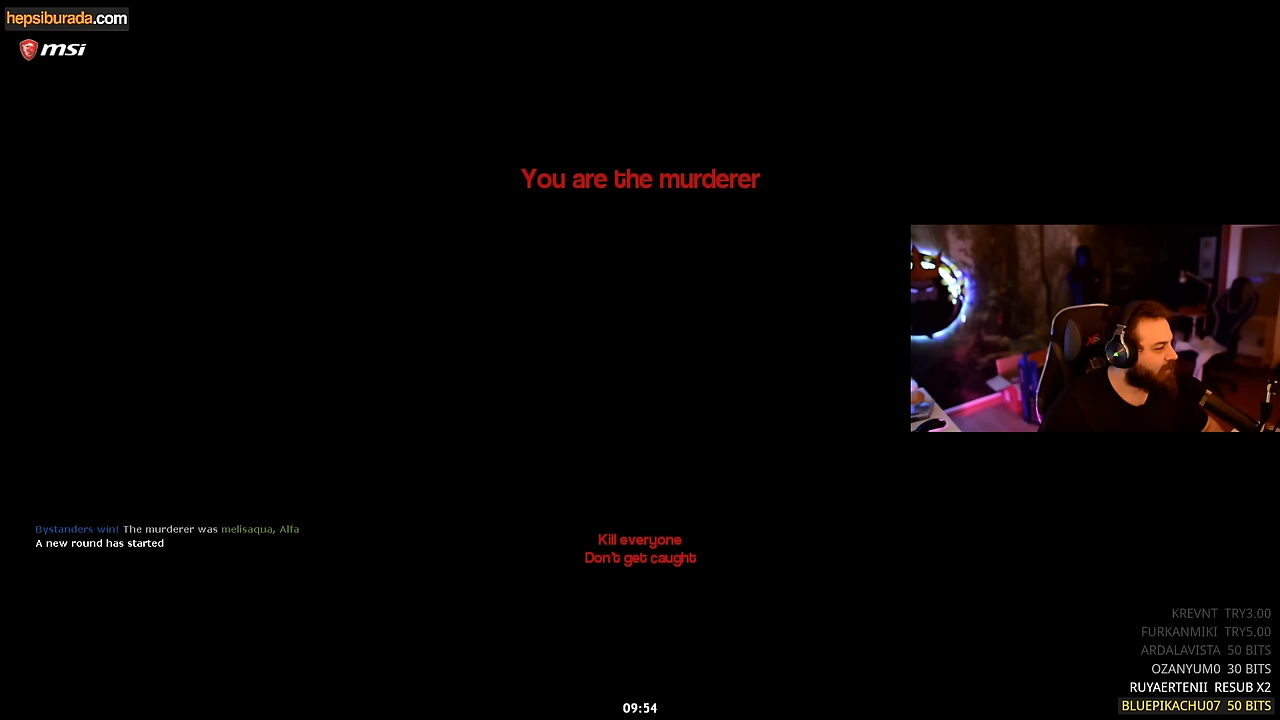 hepsiburada.com
msi
You are the murderer
Bystanders win! The murderer was melisaqua, Alfa
A new round has started
Kill everyone
Don't get caught
KREVNT TRY3.00
FURKANMIKI TRY5.00
ARDALAVISTA 50 BITS
OZANYUM0 30 BITS
RUYAERTENII RESUB X2
BLUEPIKACHU07 50 BITS
09:54